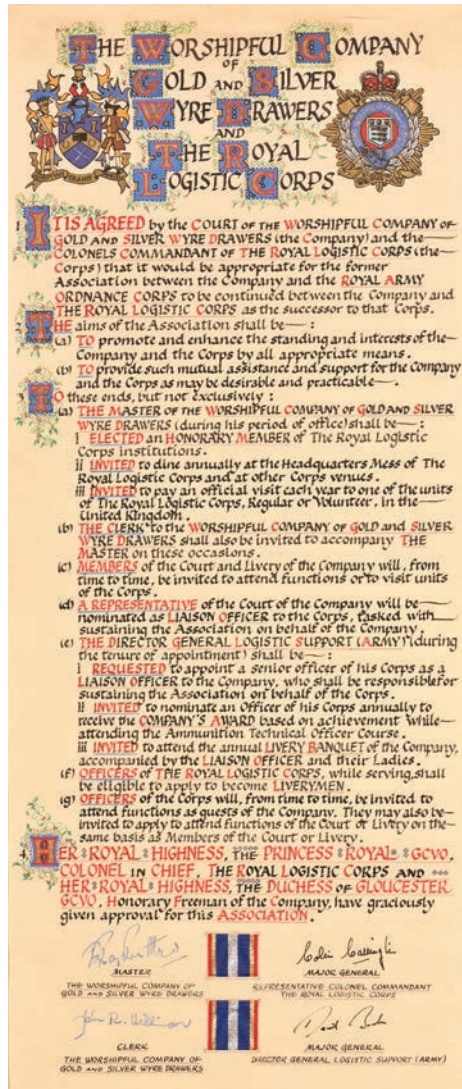 THE WORSHIPFUL COMPANY
OF
GOLD AND SILVER
WYRE DRAWERS
AND
THE ROYAL
LOGISTIC CORPS
1 IT IS AGREED by the COURT OF THE WORSHIPFUL COMPANY OF
GOLD AND SILVER WYRE DRAWERS (the Company) and the
COLONELS COMMANDANT OF THE ROYAL LOGISTIC CORPS (the
Corps) that it would be appropriate for the former
Association between the Company and the ROYAL ARMY
ORDNANCE CORPS to be continued between the Company and
THE ROYAL LOGISTIC CORPS as the successor to that Corps.
2 THE aims of the Association shall be — :
(a) TO promote and enhance the standing and interests of the
Company and the Corps by all appropriate means.
(b) TO provide such mutual assistance and support for the Company
and the Corps as may be desirable and practicable.
3 TO these ends, but not exclusively :
(a) THE MASTER OF THE WORSHIPFUL COMPANY OF GOLD AND SILVER
WYRE DRAWERS (during his period of office) shall be — :
i ELECTED an HONORARY MEMBER of The Royal Logistic
Corps institutions.
ii INVITED to dine annually at the Headquarters Mess of The
Royal Logistic Corps and at other Corps venues.
iii INVITED to pay an official visit each year to one of the units
of The Royal Logistic Corps, Regular or Volunteer, in the
United Kingdom.
(b) THE CLERK to the WORSHIPFUL COMPANY OF GOLD AND SILVER
WYRE DRAWERS shall also be invited to accompany THE
MASTER on these occasions.
(c) MEMBERS of the Court and Livery of the Company will, from
time to time, be invited to attend functions or to visit units
of the Corps.
(d) A REPRESENTATIVE of the Court of the Company will be
nominated as LIAISON OFFICER to the Corps, tasked with
sustaining the Association on behalf of the Company.
(e) THE DIRECTOR GENERAL LOGISTIC SUPPORT (ARMY) (during
the tenure of appointment) shall be — :
i REQUESTED to appoint a senior officer of his Corps as a
LIAISON OFFICER to the Company, who shall be responsible for
sustaining the Association on behalf of the Corps.
ii INVITED to nominate an Officer of his Corps annually to
receive the COMPANY'S AWARD based on achievement while
attending the Ammunition Technical Officer Course.
iii INVITED to attend the annual LIVERY BANQUET of the Company,
accompanied by the LIAISON OFFICER and their Ladies.
(f) OFFICERS of THE ROYAL LOGISTIC CORPS, while serving, shall
be eligible to apply to become LIVERYMEN.
(g) OFFICERS of the Corps will, from time to time, be invited to
attend functions as guests of the Company. They may also be
invited to apply to attend functions of the Court or Livery on the
same basis as Members of the Court or Livery.
4 HER ROYAL HIGHNESS, THE PRINCESS ROYAL GCVO,
COLONEL IN CHIEF, THE ROYAL LOGISTIC CORPS AND
HER ROYAL HIGHNESS, THE DUCHESS OF GLOUCESTER
GCVO, Honorary Freeman of the Company, have graciously
given approval for this ASSOCIATION.
MASTER
THE WORSHIPFUL COMPANY OF
GOLD AND SILVER WYRE DRAWERS
MAJOR GENERAL
REPRESENTATIVE COLONEL COMMANDANT
THE ROYAL LOGISTIC CORPS
John R. Williams
CLERK
THE WORSHIPFUL COMPANY OF
GOLD AND SILVER WYRE DRAWERS
MAJOR GENERAL
DIRECTOR GENERAL LOGISTIC SUPPORT (ARMY)